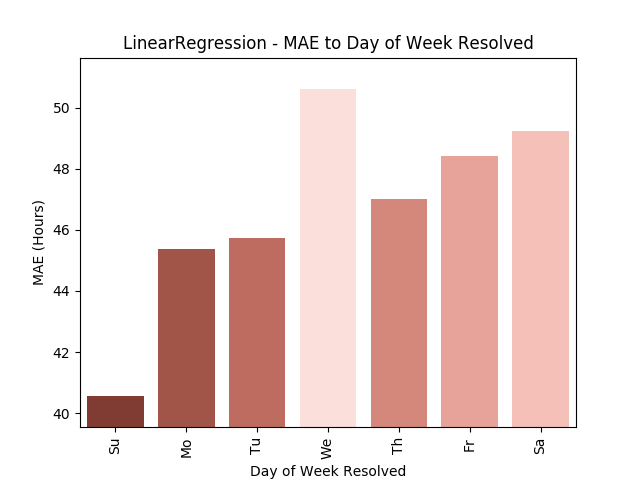 LinearRegression - MAE to Day of Week Resolved
MAE (Hours)
50
48
46
44
42
40
Su
Mo
Tu
We
Th
Fr
Sa
Day of Week Resolved